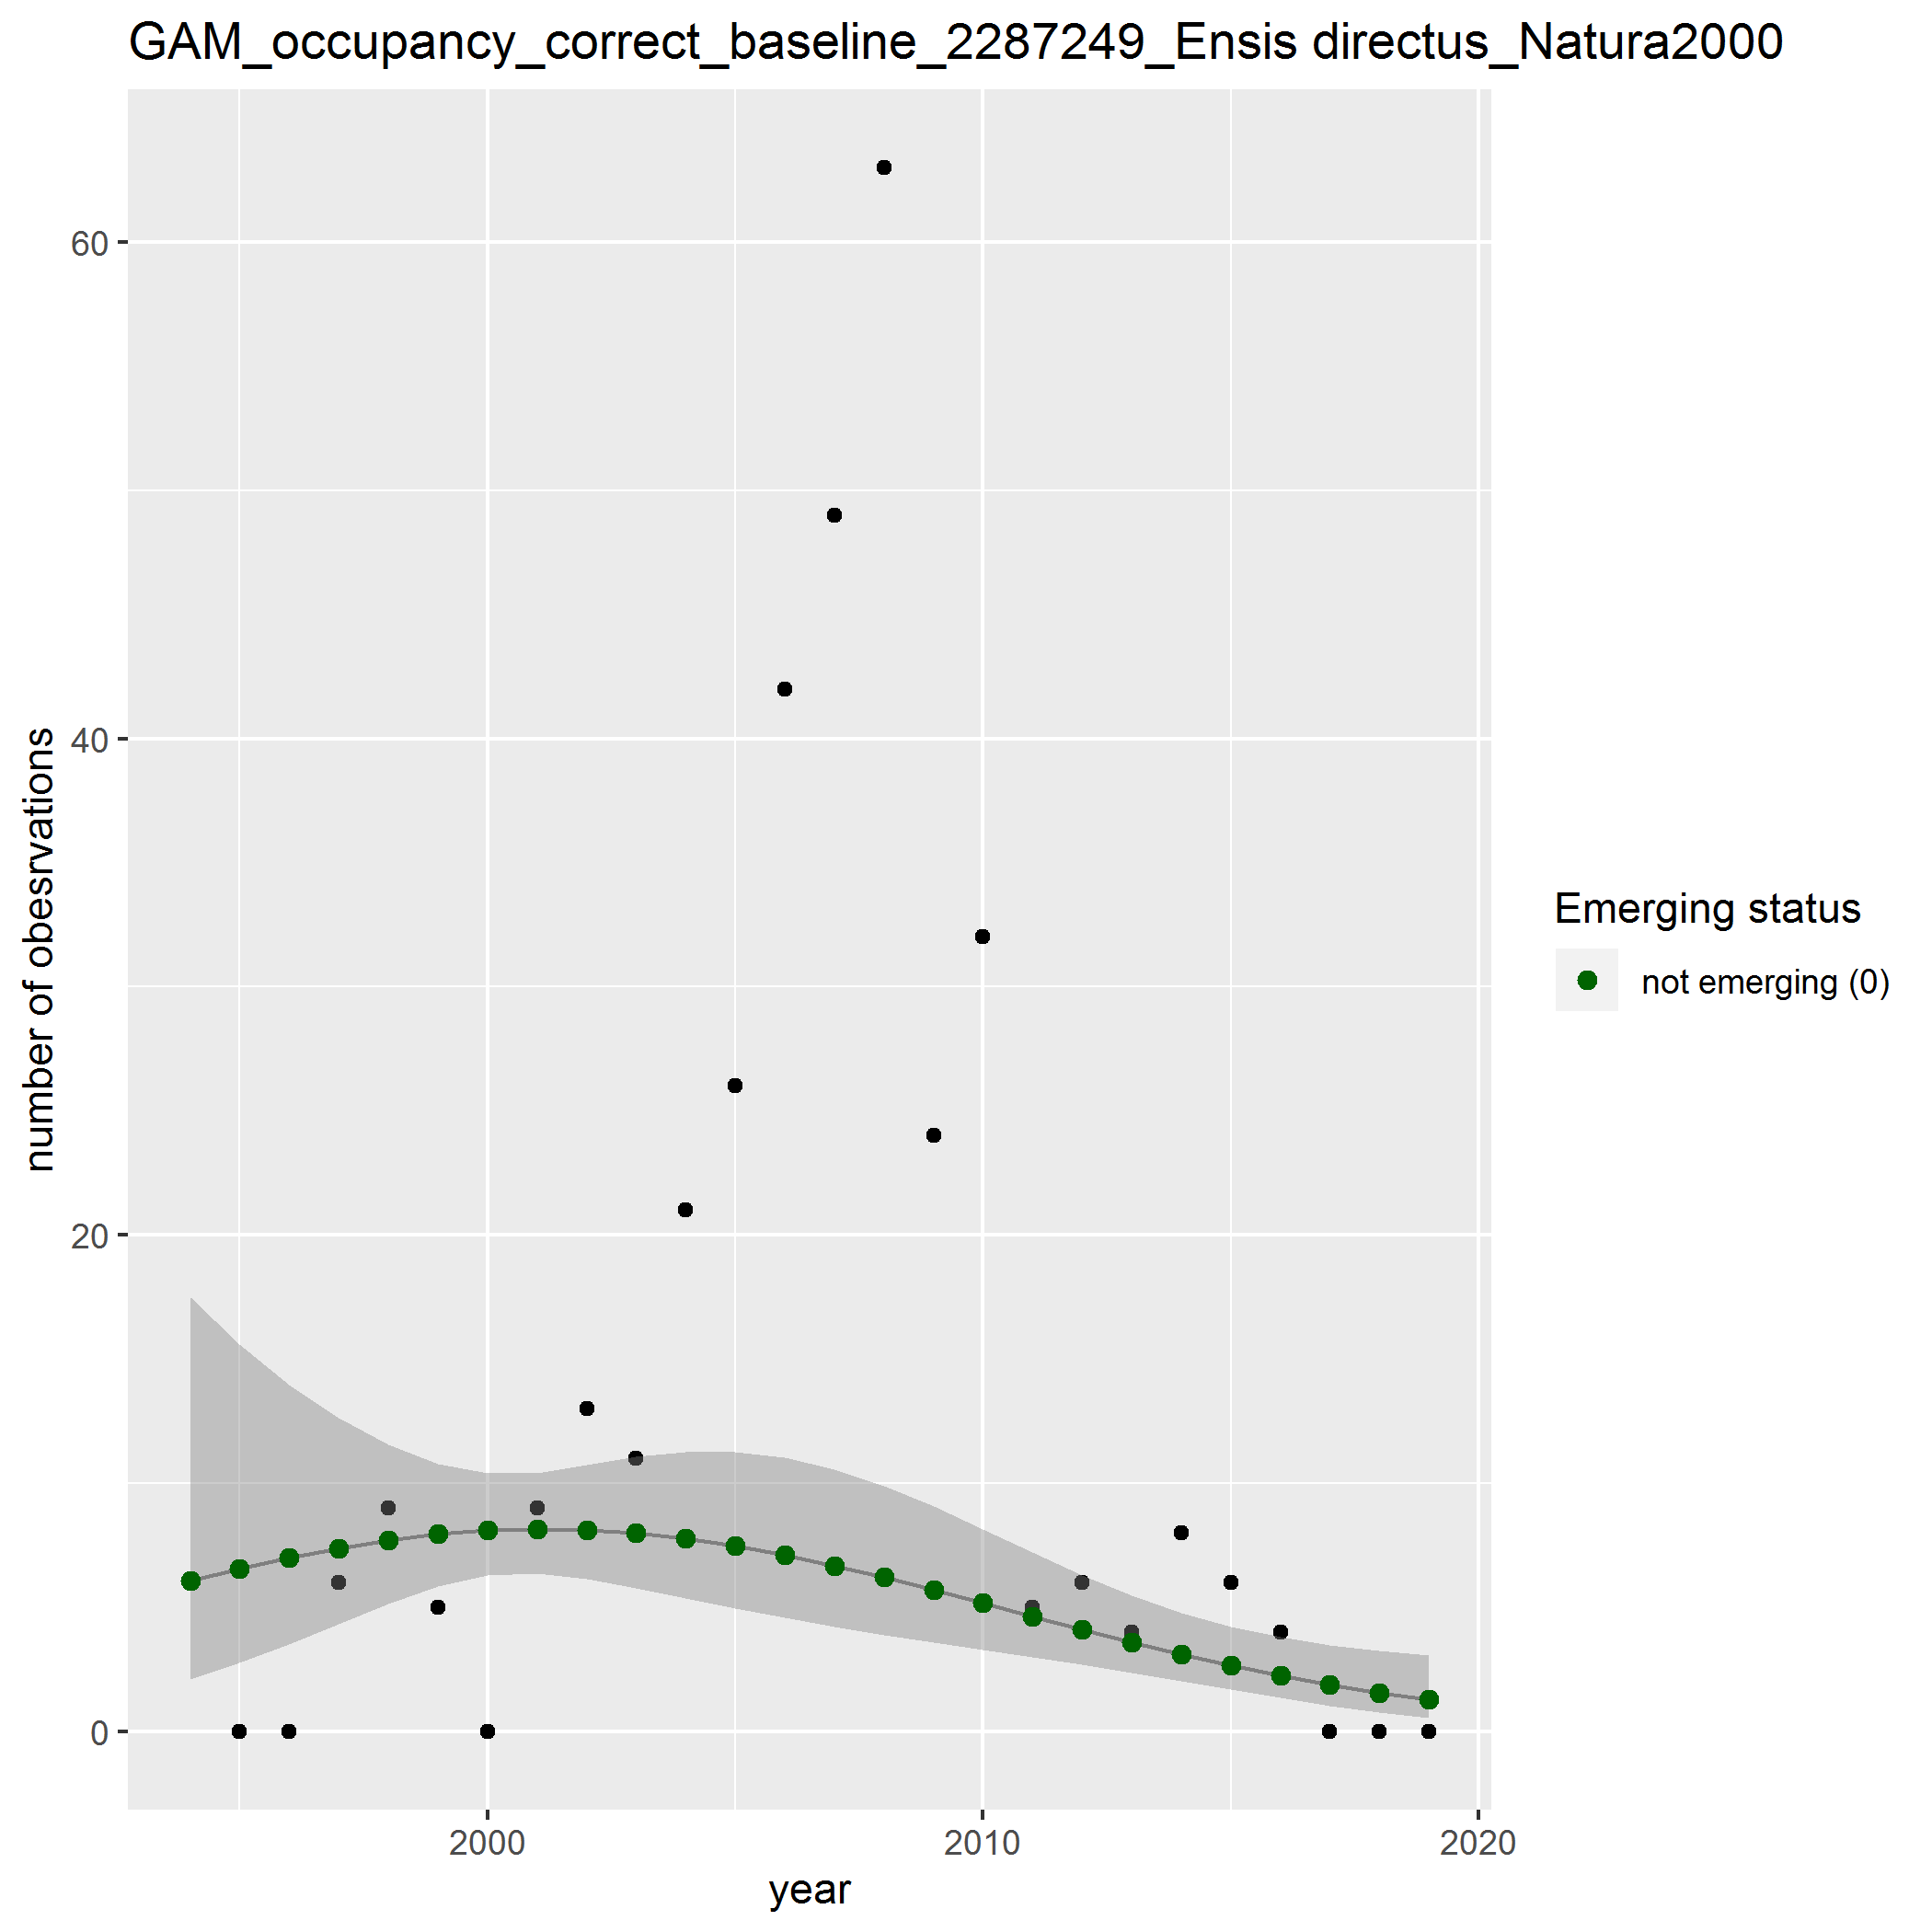 GAM_occupancy_correct_baseline_2287249_Ensis directus_Natura2000
60
40
20
0
number of obesrvations
2000
2010
2020
year
Emerging status
not emerging (0)